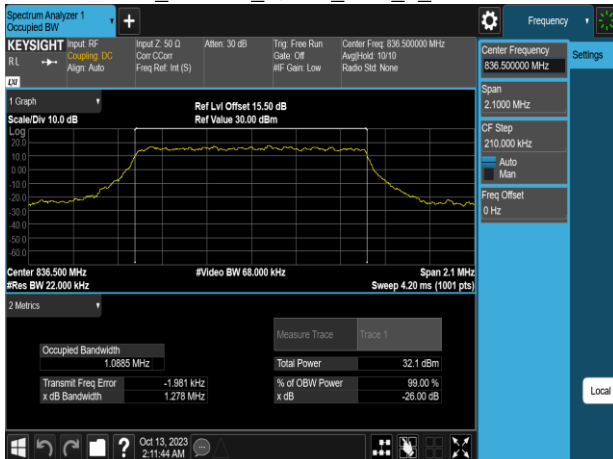 Spectrum Analyzer 1
Occupied BW
+
Frequency
KEYSIGHT
RL
LXI
Input: RF
Coupling: DC
Align: Auto
Input Z: 50 Ω
Corr CCorr
Freq Ref: Int (S)
Atten: 30 dB
Trig: Free Run
Gate: Off
#IF Gain: Low
Center Freq: 836.500000 MHz
Avg|Hold: 10/10
Radio Std: None
Center Frequency
836.500000 MHz
Settings
Span
2.1000 MHz
CF Step
210.000 kHz
Auto
Man
Freq Offset
0 Hz
1 Graph
Scale/Div 10.0 dB
Ref Lvl Offset 15.50 dB
Ref Value 30.00 dBm
Log
20.0
10.0
0.00
-10.0
-20.0
-30.0
-40.0
-50.0
-60.0
Center 836.500 MHz
#Res BW 22.000 kHz
#Video BW 68.000 kHz
Span 2.1 MHz
Sweep 4.20 ms (1001 pts)
2 Metrics
Measure Trace
Trace 1
Occupied Bandwidth
1.0885 MHz
Total Power
32.1 dBm
Transmit Freq Error
-1.981 kHz
% of OBW Power
99.00 %
x dB Bandwidth
1.278 MHz
x dB
-26.00 dB
Local
?
Oct 13, 2023
2:11:44 AM